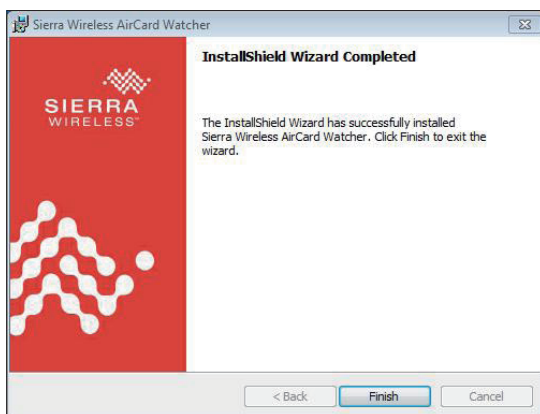 Sierra Wireless AirCard Watcher
InstallShield Wizard Completed
SIERRA
WIRELESS™
The InstallShield Wizard has successfully installed
Sierra Wireless AirCard Watcher. Click Finish to exit the
wizard.
< Back
Finish
Cancel